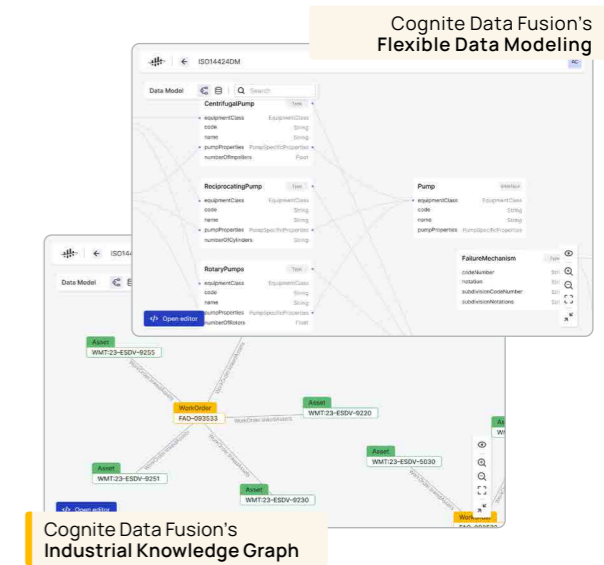 Cognite Data Fusion's
Flexible Data Modeling
ISO14424DM
Data Model
Search
CentrifugalPump Type
equipmentClass EquipmentClass
code String
name String
pumpProperties PumpSpecificProperties
numberOfImpellers Float
ReciprocatingPump Type
equipmentClass EquipmentClass
code String
name String
pumpProperties PumpSpecificProperties
numberOfCylinders String
RotaryPumps Type
equipmentClass EquipmentClass
code String
name String
pumpProperties PumpSpecificProperties
numberOfRotors Float
Pump Interface
equipmentClass EquipmentClass
code String
name String
pumpProperties PumpSpecificProperties
FailureMechanism
codeNumber
notation
subdivisionCodeNumber
subdivisionNotations
</> Open editor
ISO144
Data Model
Asset
WMT:23-ESDV-9255
WorkOrder
FAO-093533
WorkOrder.linkedAssets
Asset
WMT:23-ESDV-9220
Asset
WMT:23-ESDV-5030
Asset
WMT:23-ESDV-9251
Asset
WMT:23-ESDV-9230
</> Open editor
Cognite Data Fusion's
Industrial Knowledge Graph